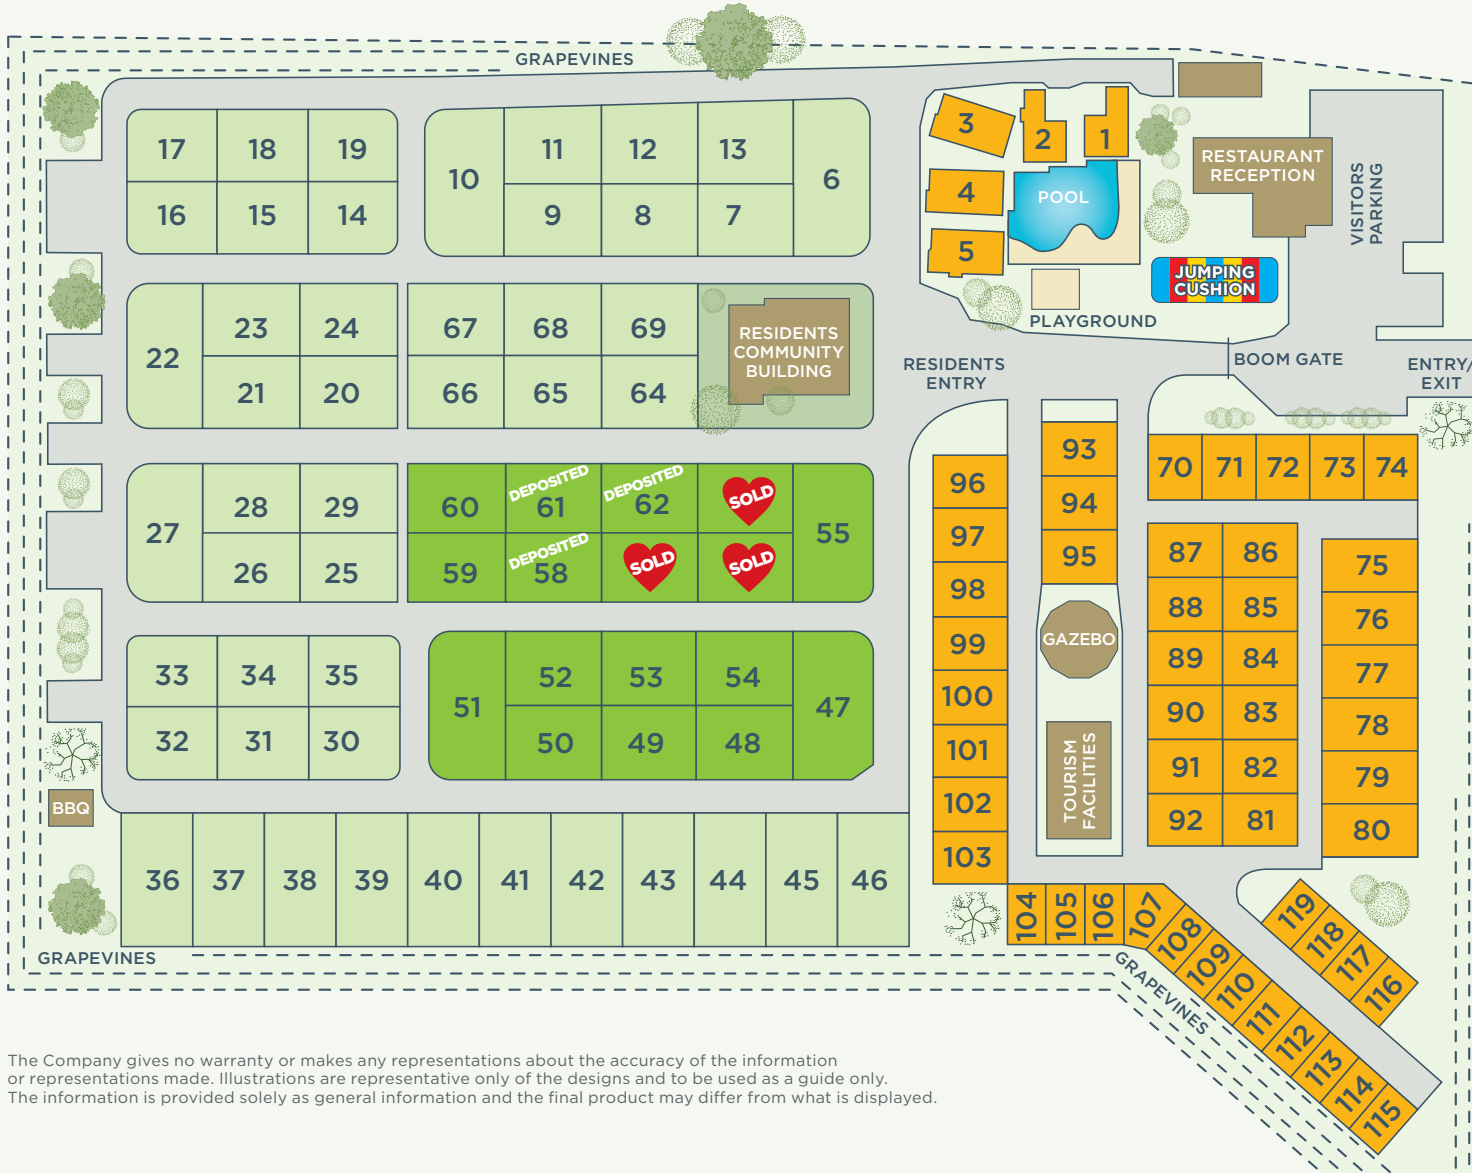 GRAPEVINES
17 18 19
16 15 14
10 11 12 13 6
9 8 7
3 2 1
4 POOL
5
RESTAURANT
RECEPTION
VISITORS
PARKING
JUMPING
CUSHION
PLAYGROUND
22 23 24
21 20
67 68 69
66 65 64
RESIDENTS
COMMUNITY
BUILDING
RESIDENTS
ENTRY
BOOM GATE
ENTRY/
EXIT
27 28 29
26 25
60 DEPOSITED 61 DEPOSITED 62 SOLD 55
59 DEPOSITED 58 SOLD SOLD
33 34 35
32 31 30
51 52 53 54 47
50 49 48
BBQ
36 37 38 39 40 41 42 43 44 45 46
GRAPEVINES
96
97
98
99
100
101
102
103
93
94
95
GAZEBO
TOURISM
FACILITIES
70 71 72 73 74
87 86
88 85
89 84
90 83
91 82
92 81
75
76
77
78
79
80
104 105 106 107 108 109 110 111 112 113 114 115
119 118 117 116
GRAPEVINES
The Company gives no warranty or makes any representations about the accuracy of the information
or representations made. Illustrations are representative only of the designs and to be used as a guide only.
The information is provided solely as general information and the final product may differ from what is displayed.